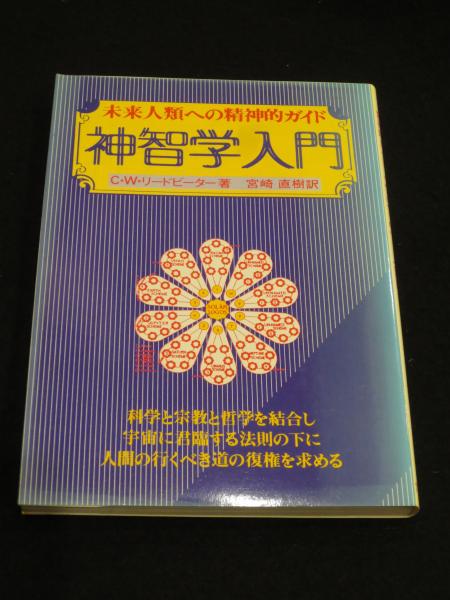 未来人類への精神的ガイド
神智学入門
C・W・リードビーター著 宮崎 直樹訳
SOLAR
LOGOS
科学と宗教と哲学を結合し
宇宙に君臨する法則の下に
人間の行くべき道の復権を求める